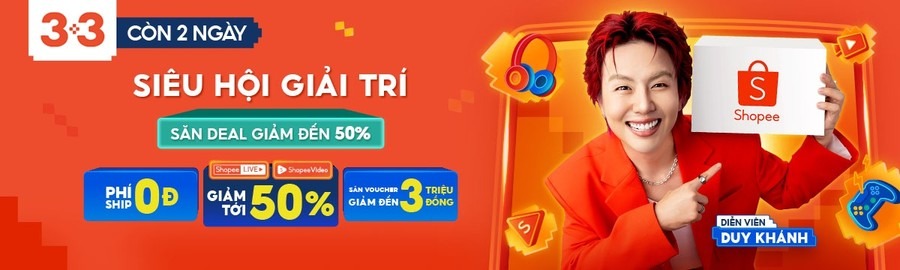 3•3
CÒN 2 NGÀY
SIÊU HỘI GIẢI TRÍ
SĂN DEAL GIẢM ĐẾN 50%
PHÍ
SHIP
0Đ
Shopee LIVE
ShopeeVideo
GIẢM
TỚI
50%
SĂN VOUCHER
GIẢM ĐẾN
3
TRIỆU
ĐỒNG
S
Shopee
S
DIỄN VIÊN
DUY KHÁNH